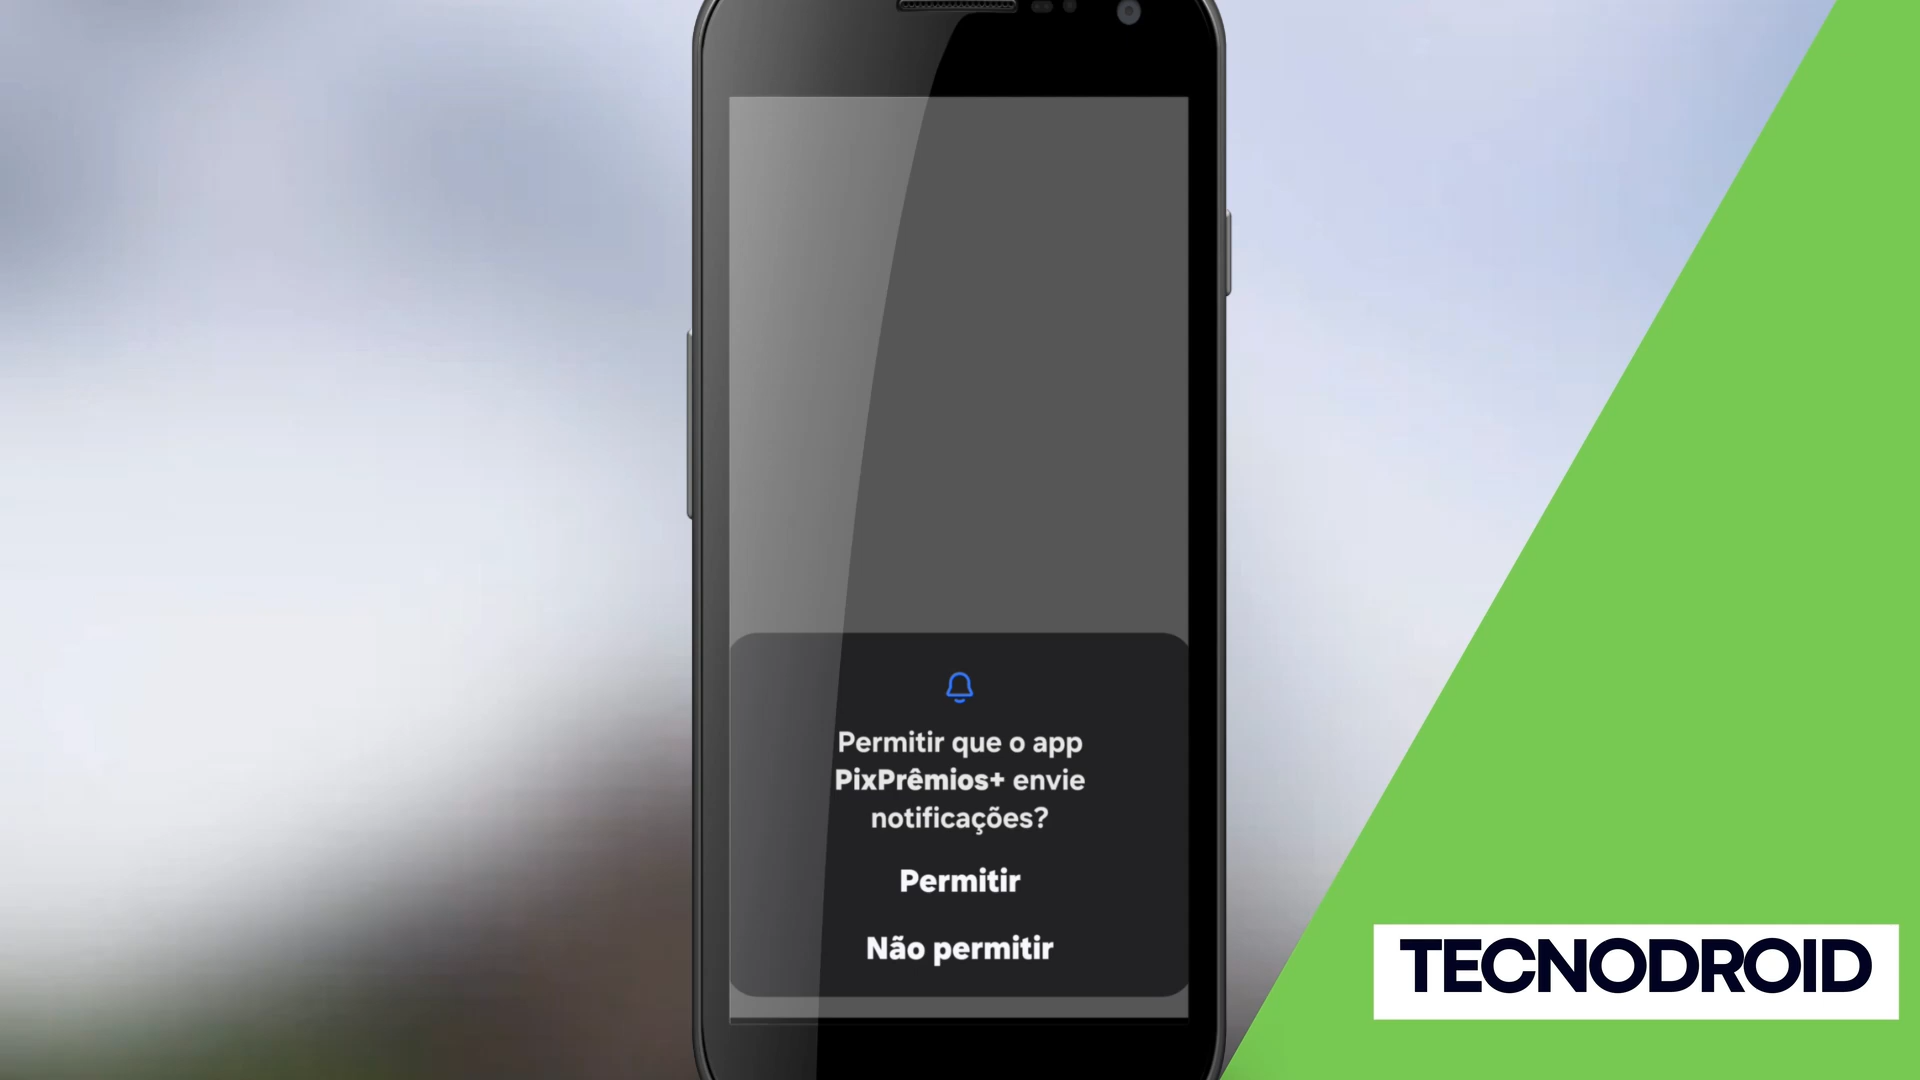 Permitir que o app
PixPrêmios+ envie
notificações?
Permitir
Não permitir
TECNODROID